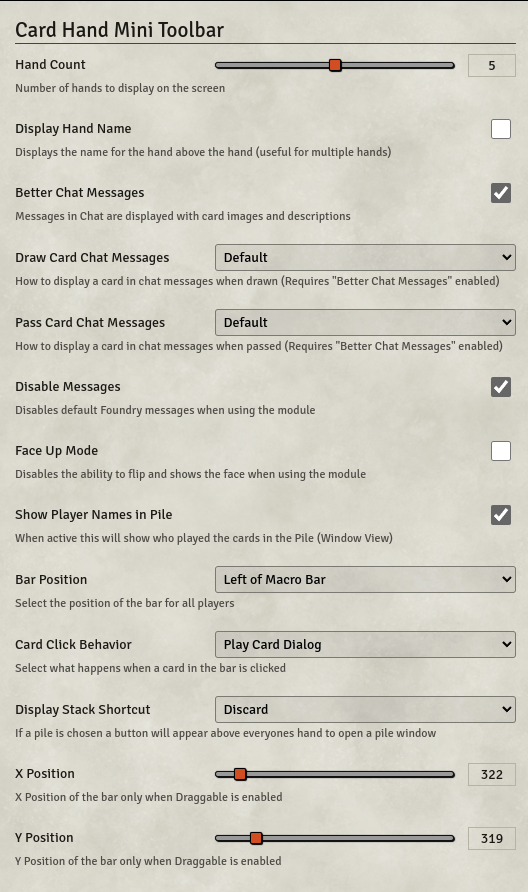 Card Hand Mini Toolbar
Hand Count 5
Number of hands to display on the screen
Display Hand Name
Displays the name for the hand above the hand (useful for multiple hands)
Better Chat Messages
Messages in Chat are displayed with card images and descriptions
Draw Card Chat Messages Default
How to display a card in chat messages when drawn (Requires "Better Chat Messages" enabled)
Pass Card Chat Messages Default
How to display a card in chat messages when passed (Requires "Better Chat Messages" enabled)
Disable Messages
Disables default Foundry messages when using the module
Face Up Mode
Disables the ability to flip and shows the face when using the module
Show Player Names in Pile
When active this will show who played the cards in the Pile (Window View)
Bar Position Left of Macro Bar
Select the position of the bar for all players
Card Click Behavior Play Card Dialog
Select what happens when a card in the bar is clicked
Display Stack Shortcut Discard
If a pile is chosen a button will appear above everyones hand to open a pile window
X Position 322
X Position of the bar only when Draggable is enabled
Y Position 319
Y Position of the bar only when Draggable is enabled